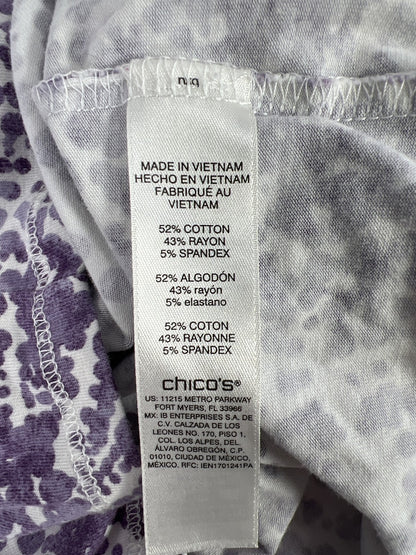 MADE IN VIETNAM
HECHO EN VIETNAM
FABRIQUÉ AU
VIETNAM
52% COTTON
43% RAYON
5% SPANDEX
52% ALGODÓN
43% rayón
5% elastano
52% COTON
43% RAYONNE
5% SPANDEX
chico's®
US: 11215 METRO PARKWAY
FORT MYERS, FL 33966
MX: IB ENTERPRISES S.A. DE
C.V. CALZADA DE LOS
LEONES NO. 170, PISO 1,
COL. LOS ALPES, DEL.
ÁLVARO OBREGÓN, C.P.
01010, CIUDAD DE MÉXICO,
MÉXICO. RFC: IEN1701241PA